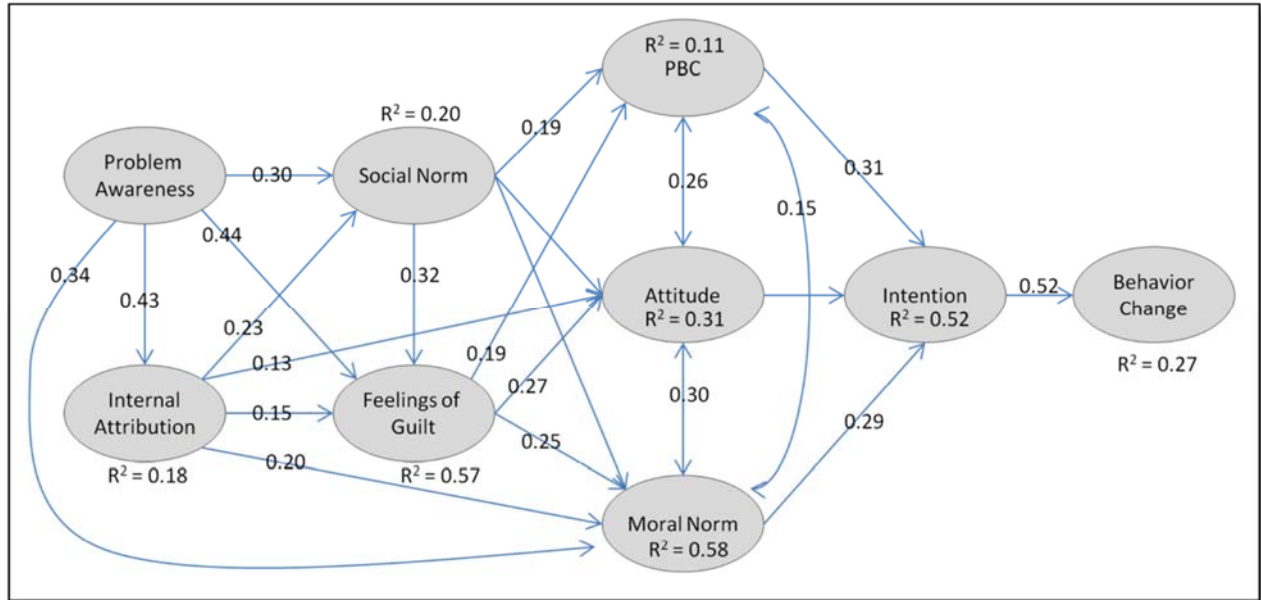 R² = 0.11
PBC
R² = 0.20
Problem
Awareness
0.30
Social Norm
0.19
0.31
0.26
0.15
0.44
0.34
0.43
0.32
0.23
0.13
0.19
0.27
Attitude
R² = 0.31
Intention
R² = 0.52
0.52
Behavior
Change
R² = 0.27
Internal
Attribution
R² = 0.18
0.15
Feelings of
Guilt
R² = 0.57
0.30
0.25
0.29
0.20
Moral Norm
R² = 0.58